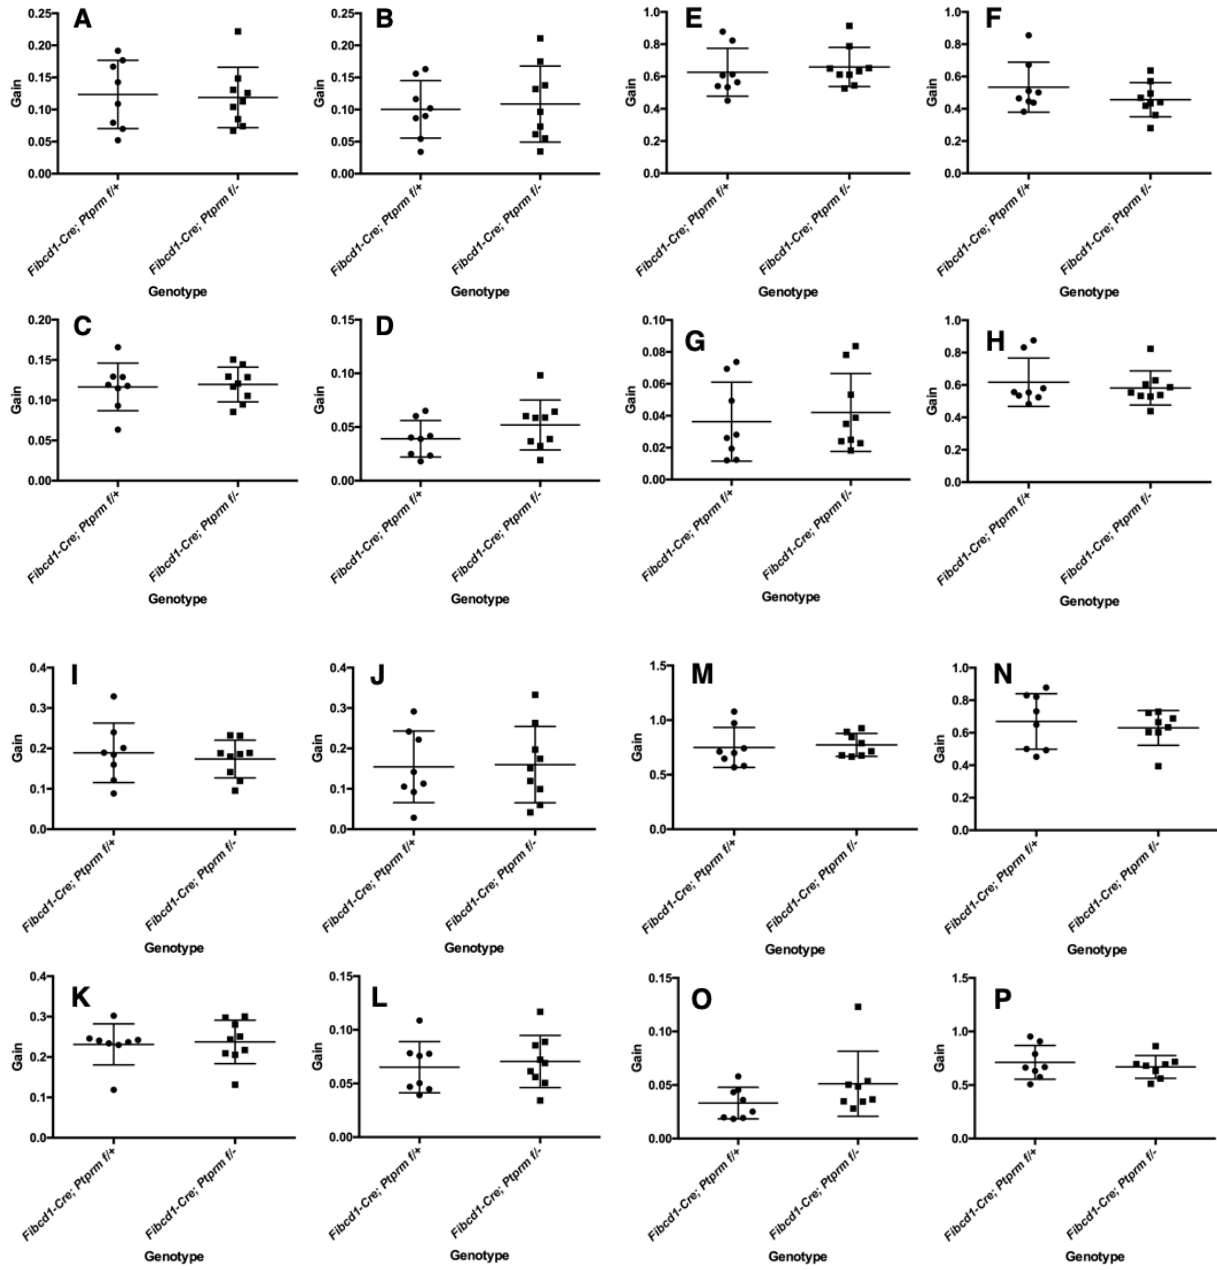 A
0.25
0.20
0.15
0.10
0.05
0.00
Gain
Fibcd1-Cre; Ptprm f/+
Fibcd1-Cre; Ptprm f/-
Genotype
B
0.25
0.20
0.15
0.10
0.05
0.00
Gain
Fibcd1-Cre; Ptprm f/+
Fibcd1-Cre; Ptprm f/-
Genotype
E
1.0
0.8
0.6
0.4
0.2
0.0
Gain
Fibcd1-Cre; Ptprm f/+
Fibcd1-Cre; Ptprm f/-
Genotype
F
1.0
0.8
0.6
0.4
0.2
0.0
Gain
Fibcd1-Cre; Ptprm f/+
Fibcd1-Cre; Ptprm f/-
Genotype
C
0.20
0.15
0.10
0.05
0.00
Gain
Fibcd1-Cre; Ptprm f/+
Fibcd1-Cre; Ptprm f/-
Genotype
D
0.15
0.10
0.05
0.00
Gain
Fibcd1-Cre; Ptprm f/+
Fibcd1-Cre; Ptprm f/-
Genotype
G
0.10
0.08
0.06
0.04
0.02
0.00
Gain
Fibcd1-Cre; Ptprm f/+
Fibcd1-Cre; Ptprm f/-
Genotype
H
1.0
0.8
0.6
0.4
0.2
0.0
Gain
Fibcd1-Cre; Ptprm f/+
Fibcd1-Cre; Ptprm f/-
Genotype
I
0.4
0.3
0.2
0.1
0.0
Gain
Fibcd1-Cre; Ptprm f/+
Fibcd1-Cre; Ptprm f/-
Genotype
J
0.4
0.3
0.2
0.1
0.0
Gain
Fibcd1-Cre; Ptprm f/+
Fibcd1-Cre; Ptprm f/-
Genotype
M
1.5
1.0
0.5
0.0
Gain
Fibcd1-Cre; Ptprm f/+
Fibcd1-Cre; Ptprm f/-
Genotype
N
1.0
0.8
0.6
0.4
0.2
0.0
Gain
Fibcd1-Cre; Ptprm f/+
Fibcd1-Cre; Ptprm f/-
Genotype
K
0.4
0.3
0.2
0.1
0.0
Gain
Fibcd1-Cre; Ptprm f/+
Fibcd1-Cre; Ptprm f/-
Genotype
L
0.15
0.10
0.05
0.00
Gain
Fibcd1-Cre; Ptprm f/+
Fibcd1-Cre; Ptprm f/-
Genotype
O
0.15
0.10
0.05
0.00
Gain
Fibcd1-Cre; Ptprm f/+
Fibcd1-Cre; Ptprm f/-
Genotype
P
1.5
1.0
0.5
0.0
Gain
Fibcd1-Cre; Ptprm f/+
Fibcd1-Cre; Ptprm f/-
Genotype